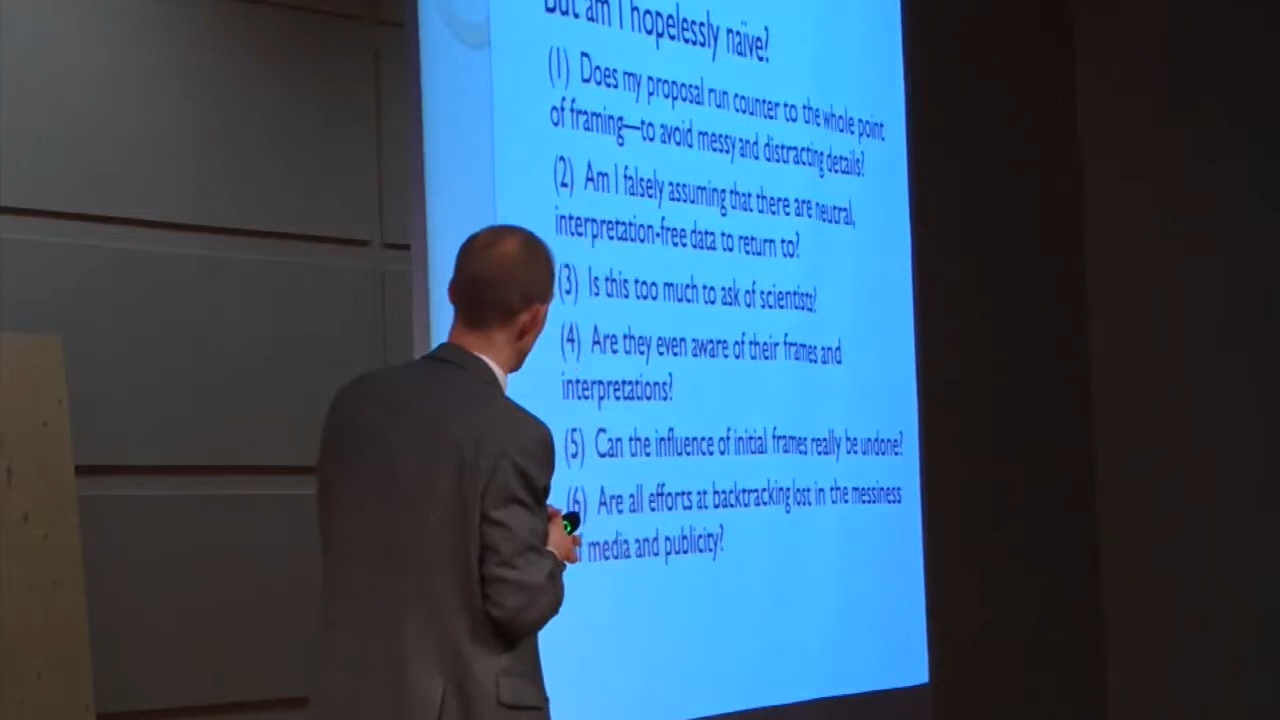 But am I hopelessly naïve?
(1) Does my proposal run counter to the whole point
of framing—to avoid messy and distracting details?
(2) Am I falsely assuming that there are neutral,
interpretation-free data to return to?
(3) Is this too much to ask of scientists?
(4) Are they even aware of their frames and
interpretations?
(5) Can the influence of initial frames really be undone?
(6) Are all efforts at backtracking lost in the messiness
media and publicity?